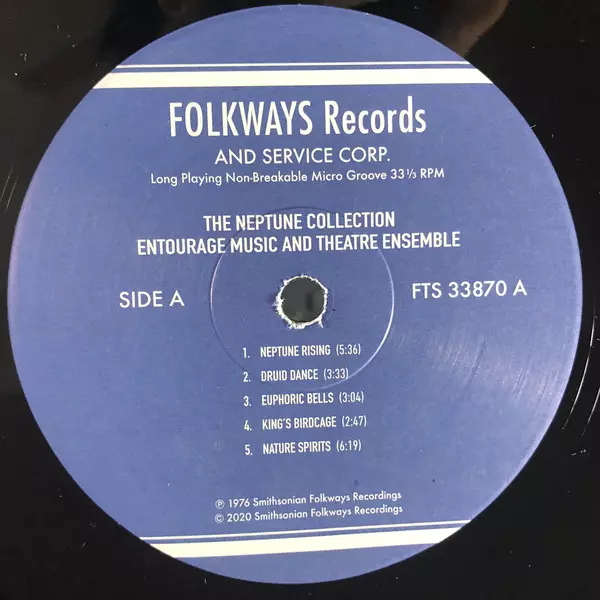 FOLKWAYS Records
AND SERVICE CORP.
Long Playing Non-Breakable Micro Groove 33 ⅓ RPM
THE NEPTUNE COLLECTION
ENTOURAGE MUSIC AND THEATRE ENSEMBLE
SIDE A
FTS 33870 A
1. NEPTUNE RISING (5:36)
2. DRUID DANCE (3:33)
3. EUPHORIC BELLS (3:04)
4. KING'S BIRDCAGE (2:47)
5. NATURE SPIRITS (6:19)
℗ 1976 Smithsonian Folkways Recordings
© 2020 Smithsonian Folkways Recordings